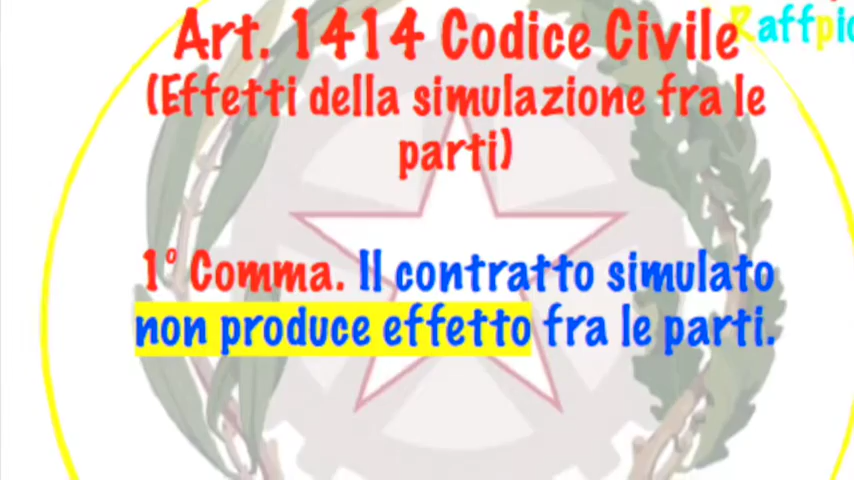 Art. 1414 Codice Civile
(Effetti della simulazione fra le
parti)
1° Comma. Il contratto simulato
non produce effetto fra le parti.